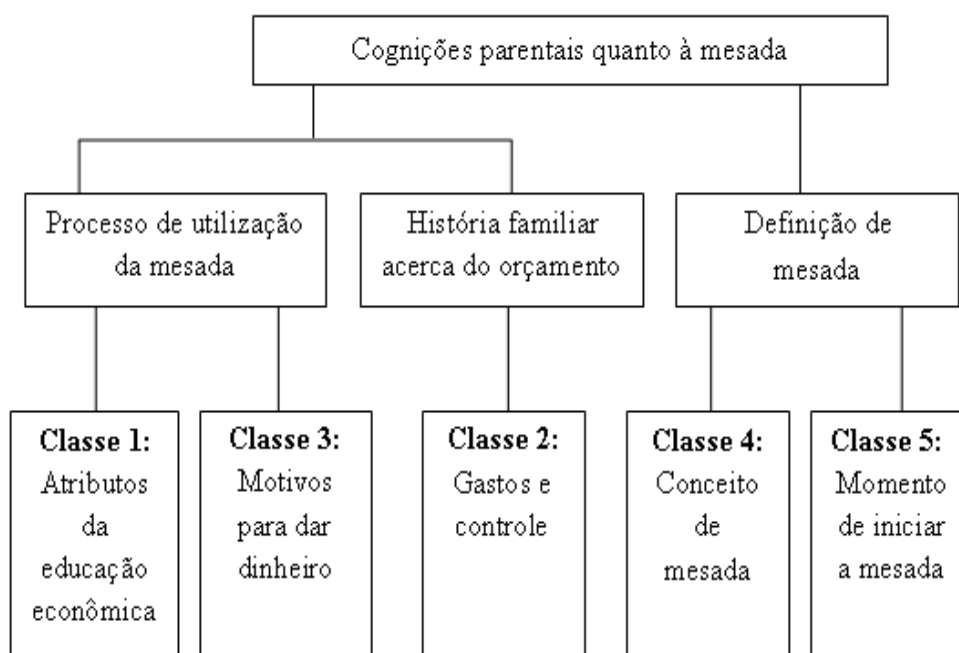 Cognições parentais quanto à mesada
Processo de utilização
da mesada
História familiar
acerca do orçamento
Definição de
mesada
Classe 1:
Atributos
da
educação
econômica
Classe 3:
Motivos
para dar
dinheiro
Classe 2:
Gastos e
controle
Classe 4:
Conceito
de
mesada
Classe 5:
Momento
de iniciar
a mesada